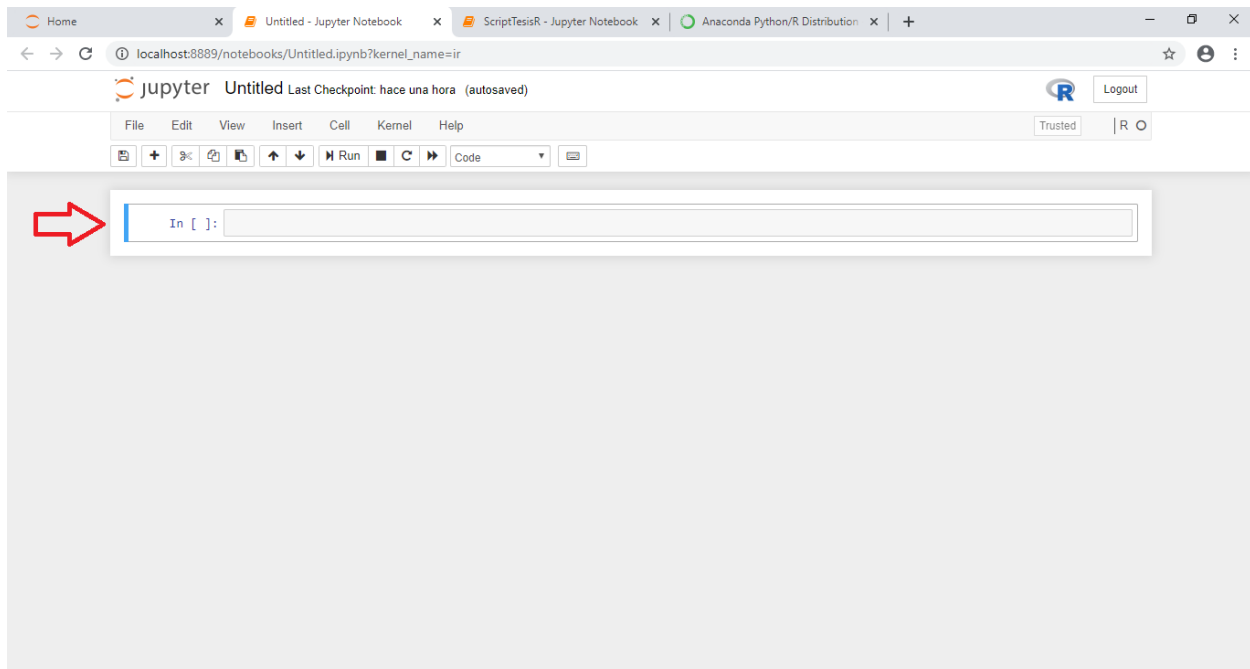 Home Untitled - Jupyter Notebook ScriptTesisR - Jupyter Notebook Anaconda Python/R Distribution
localhost:8889/notebooks/Untitled.ipynb?kernel_name=ir
jupyter Untitled Last Checkpoint: hace una hora (autosaved) R Logout
File Edit View Insert Cell Kernel Help Trusted R
Run Code
In [ ]: